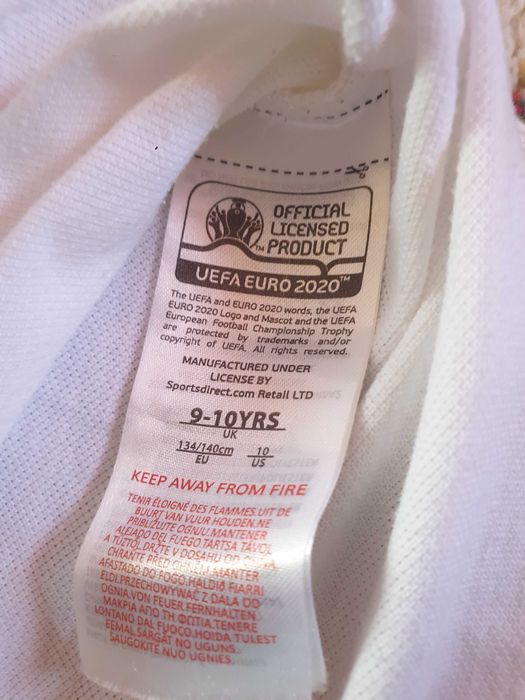 OFFICIAL
LICENSED
PRODUCT
TM
UEFA EURO 2020™
The UEFA and EURO 2020 words, the UEFA
EURO 2020 Logo and Mascot and the UEFA
European Football Championship Trophy
are protected by trademarks and/or
copyright of UEFA. All rights reserved.
MANUFACTURED UNDER
LICENSE BY
Sportsdirect.com Retail LTD
9-10YRS
UK
134/140cm 10
EU US
KEEP AWAY FROM FIRE
TENIR ÉLOIGNÉ DES FLAMMES.UIT DE
BUURT VAN VUUR HOUDEN.NE
PRIBLIŽUJTE OGNJU.MANTENER
ALEJADO DEL FUEGO.TARTSA TÁVOL
A TŰZTŐL.DRŽTE V DOSAHU OD
CHRAŇTE PŘED MANTER
AFASTADO DO FOGO.HALDIÐ FJARRI
ELDI.PRZECHOWYWAĆ Z DALA OD
OGNIA.VON FEUER FERNHALTEN.
ΜΑΚΡΙΑ ΑΠΟ ΤΗ ΦΩΤΙΑ.TENERE
LONTANO DAL FUOCO.HOIDA TULEST
EEMAL.SARGĀT NO UGUNS.
SAUGOKITE NUO UGNIES.